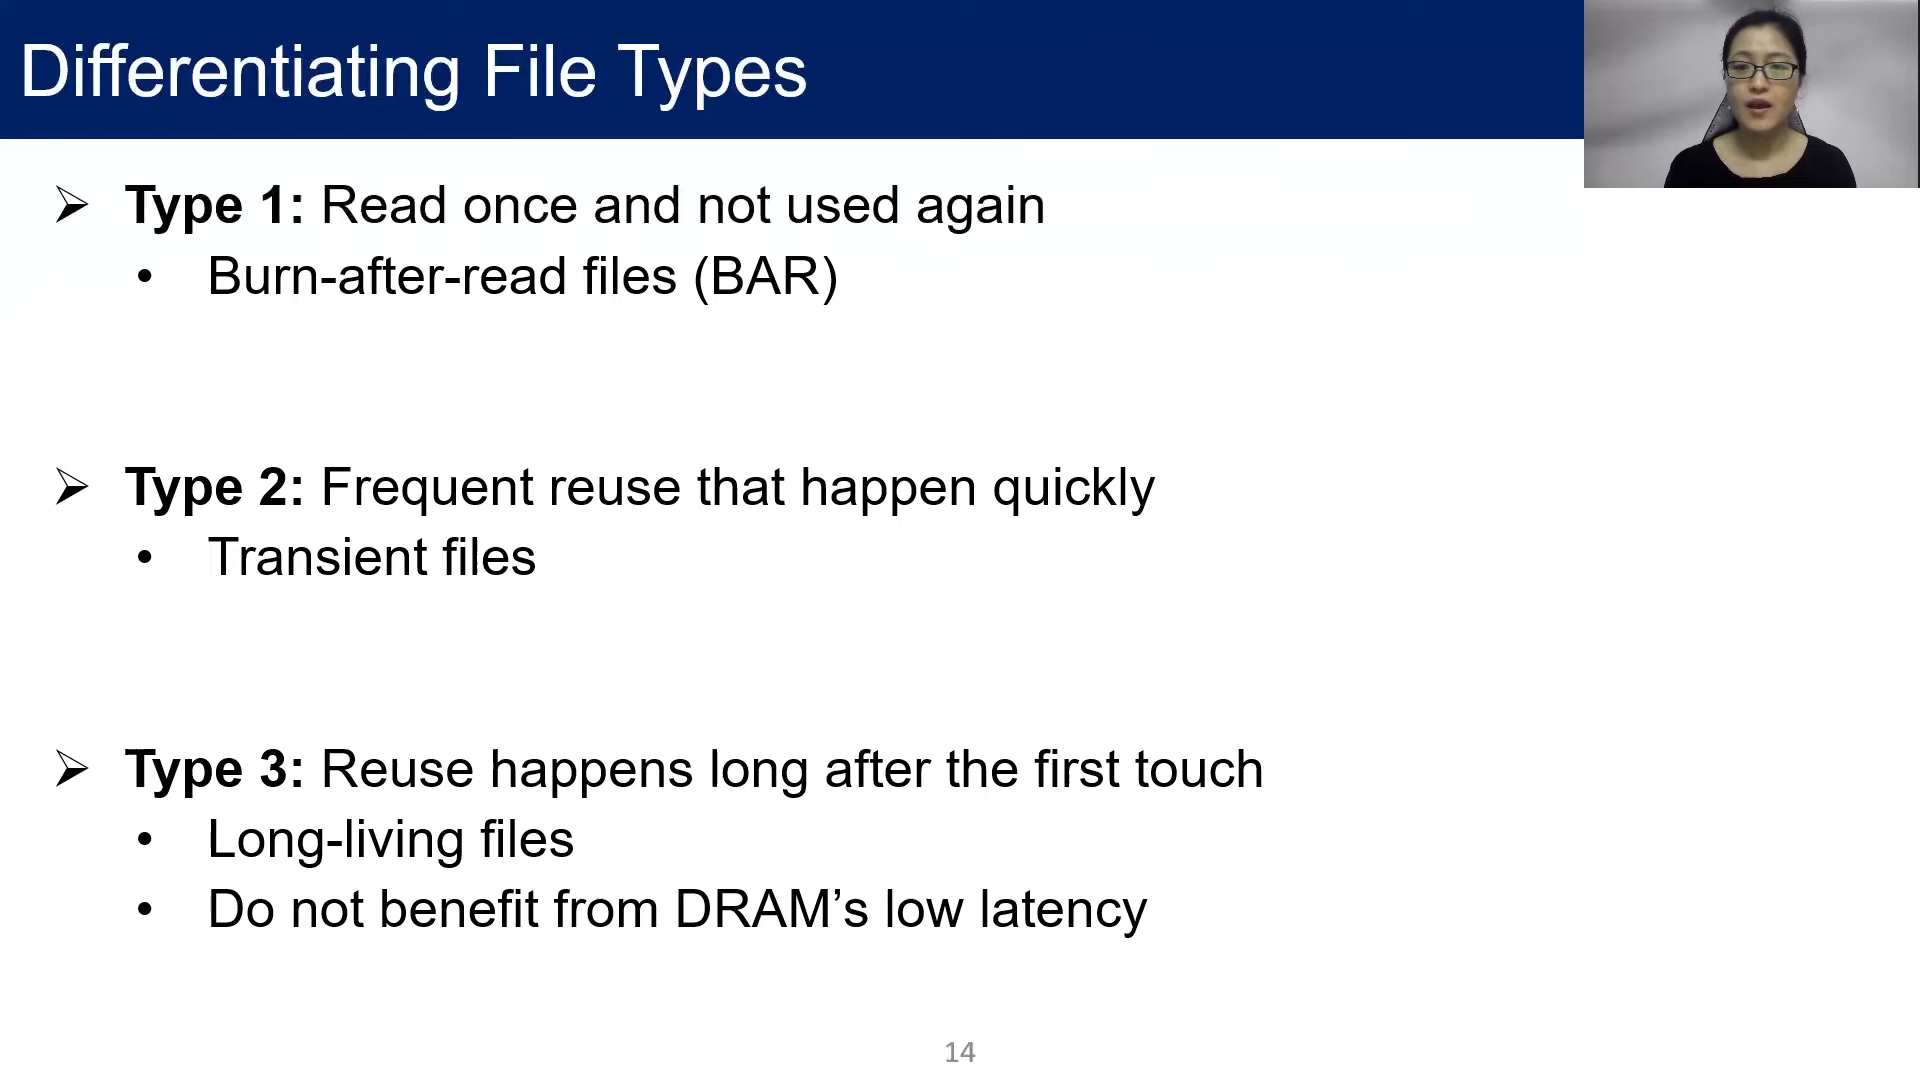 Differentiating File Types
➢ Type 1: Read once and not used again
• Burn-after-read files (BAR)
➢ Type 2: Frequent reuse that happen quickly
• Transient files
➢ Type 3: Reuse happens long after the first touch
• Long-living files
• Do not benefit from DRAM’s low latency
14